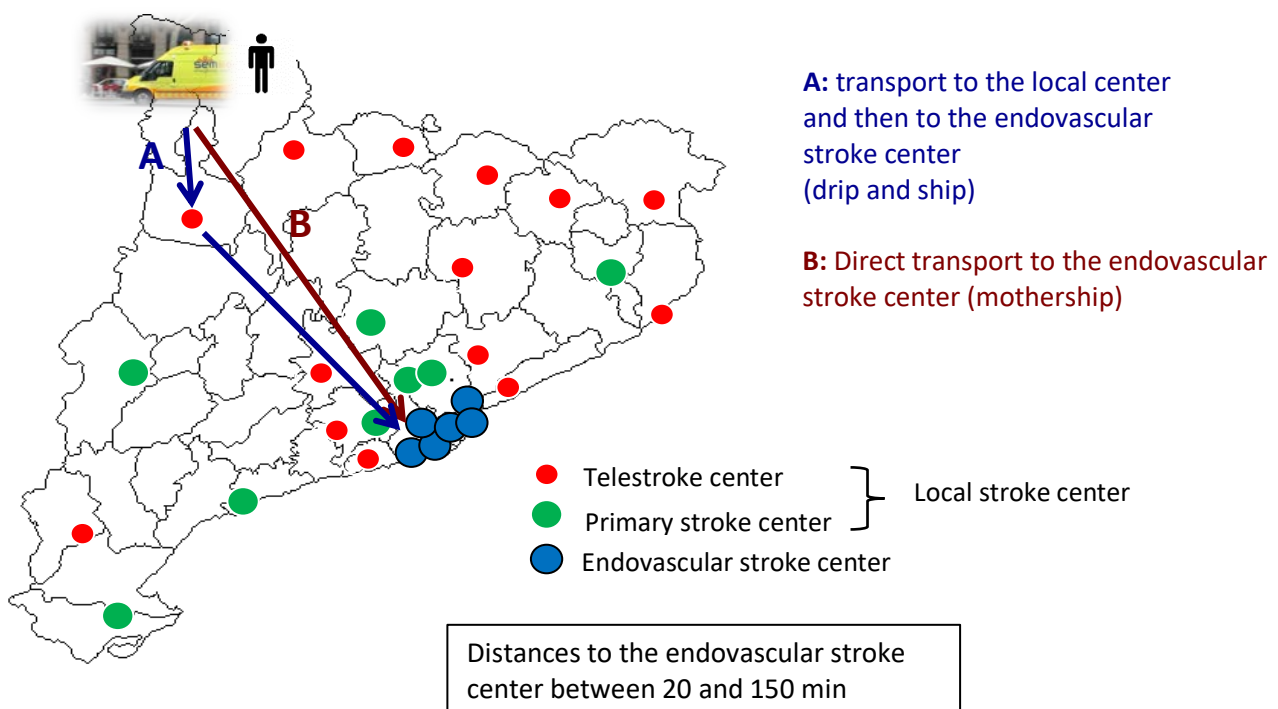 sem
A
B
A: transport to the local center
and then to the endovascular
stroke center
(drip and ship)
B: Direct transport to the endovascular
stroke center (mothership)
Telestroke center
Primary stroke center
Local stroke center
Endovascular stroke center
Distances to the endovascular stroke
center between 20 and 150 min